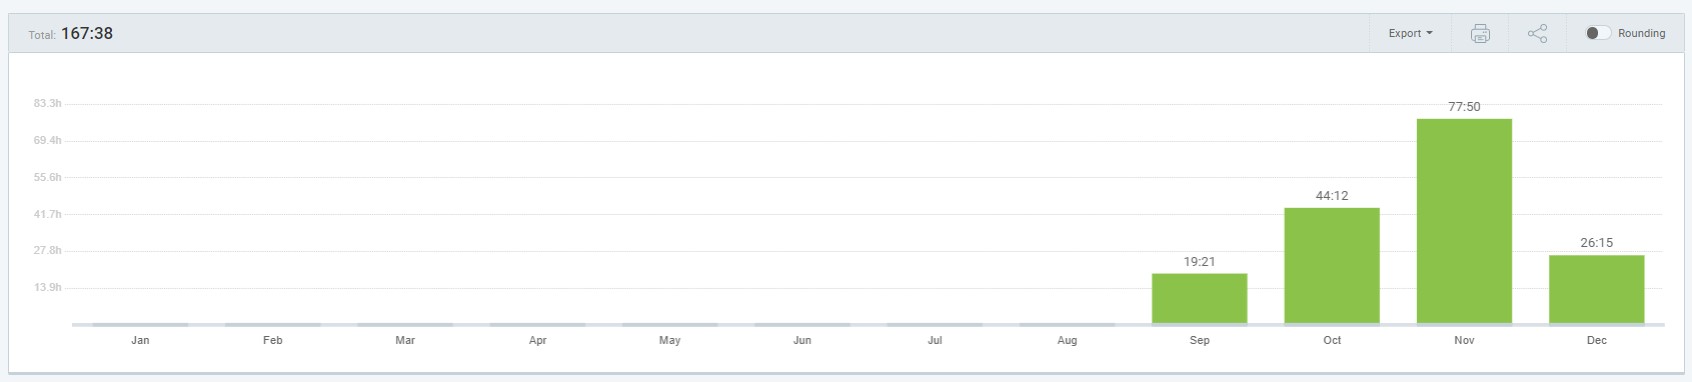 Total: 167:38 Export Rounding
83.3h
77:50
69.4h
55.6h
44:12
41.7h
27.8h
26:15
19:21
13.9h
Jan Feb Mar Apr May Jun Jul Aug Sep Oct Nov Dec